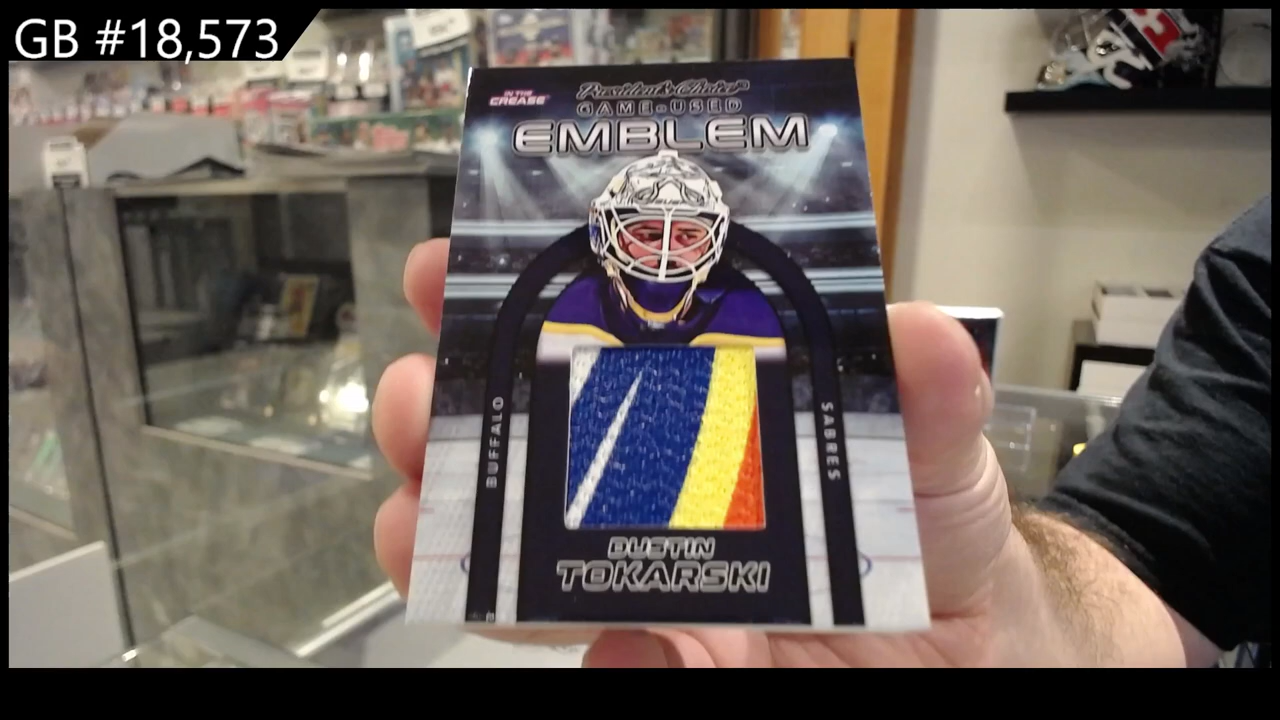 GB #18,573
IN THE
CREASE
President's Choice
GAME-USED
EMBLEM
BUFFALO
SABRES
DUSTIN
TOKARSKI